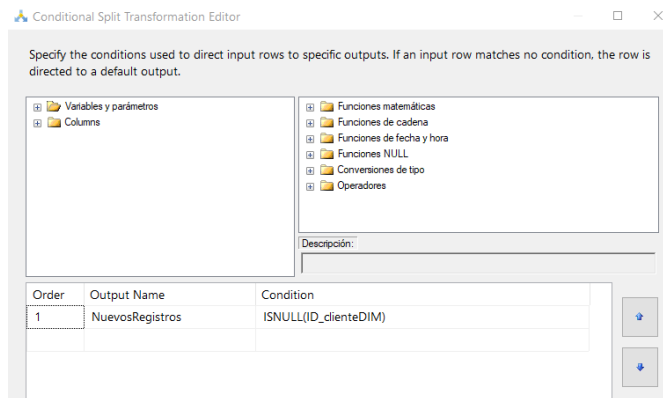 Conditional Split Transformation Editor
Specify the conditions used to direct input rows to specific outputs. If an input row matches no condition, the row is
directed to a default output.
Variables y parámetros
Columns
Funciones matemáticas
Funciones de cadena
Funciones de fecha y hora
Funciones NULL
Conversiones de tipo
Operadores
Descripción:
Order Output Name Condition
1 NuevosRegistros ISNULL(ID_clienteDIM)